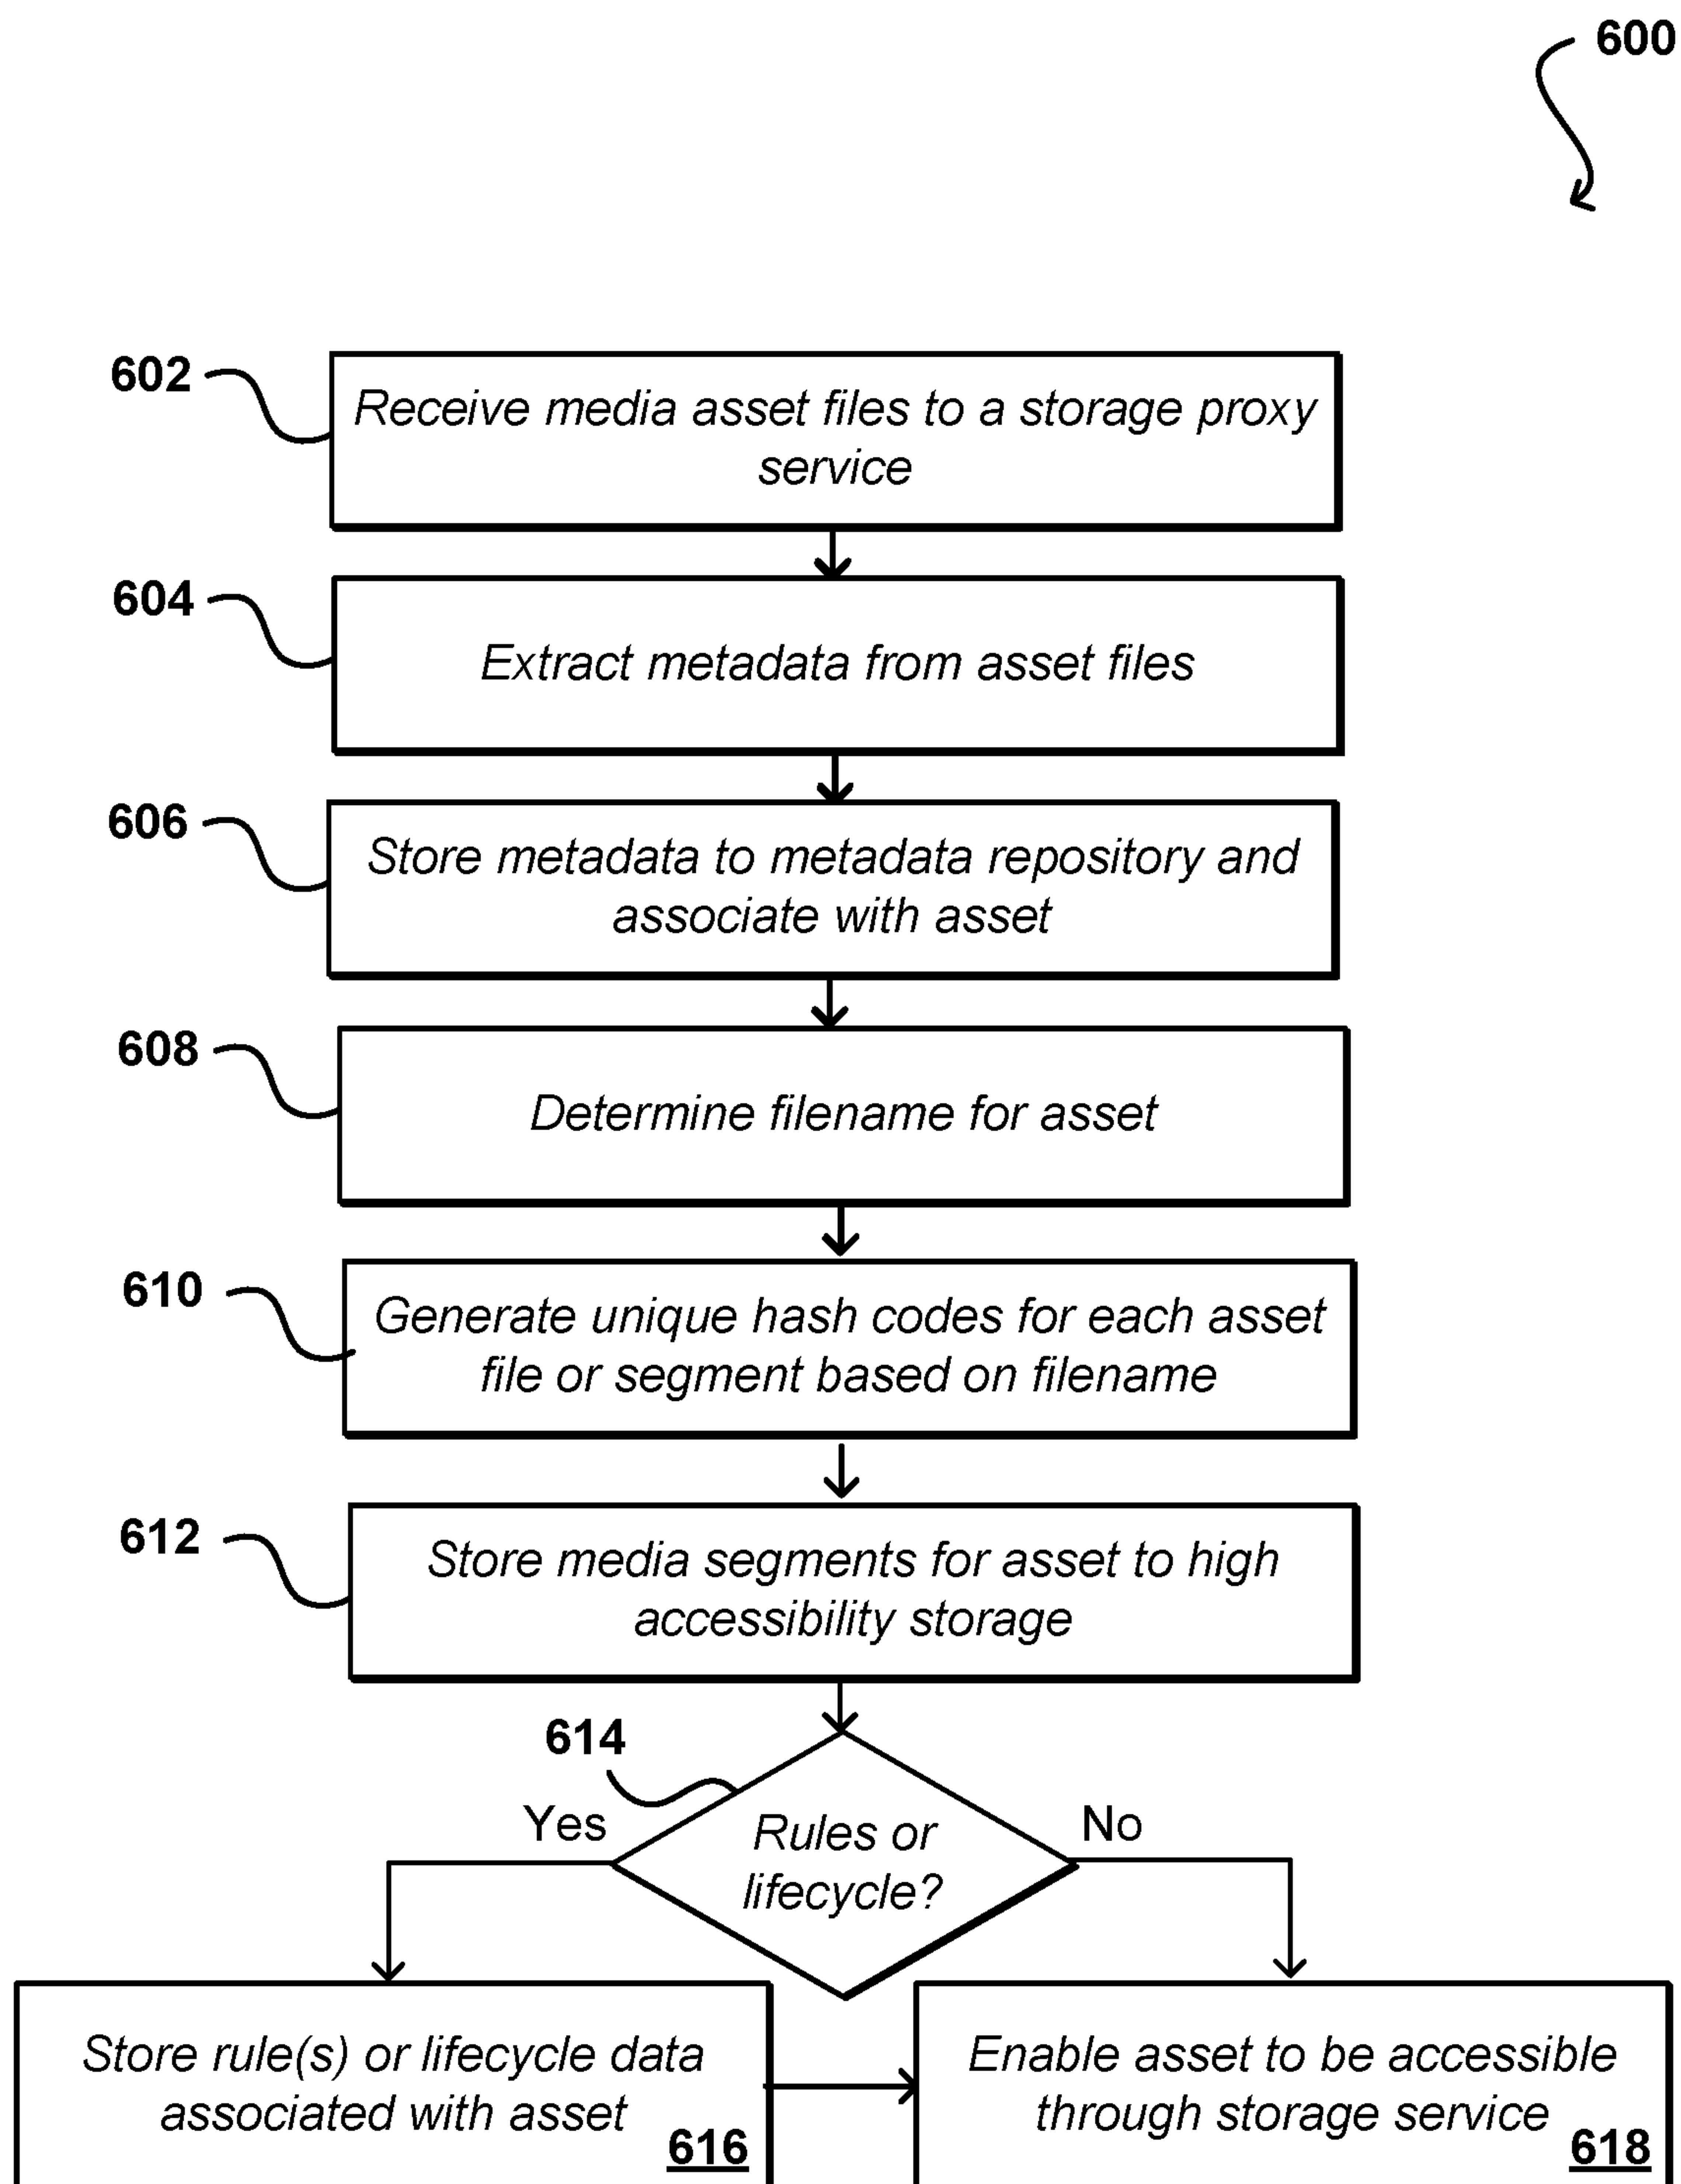 600
602
Receive media asset files to a storage proxy
service
604
Extract metadata from asset files
606
Store metadata to metadata repository and
associate with asset
608
Determine filename for asset
610
Generate unique hash codes for each asset
file or segment based on filename
612
Store media segments for asset to high
accessibility storage
614
Yes
Rules or
lifecycle?
No
Store rule(s) or lifecycle data
associated with asset
616
Enable asset to be accessible
through storage service
618